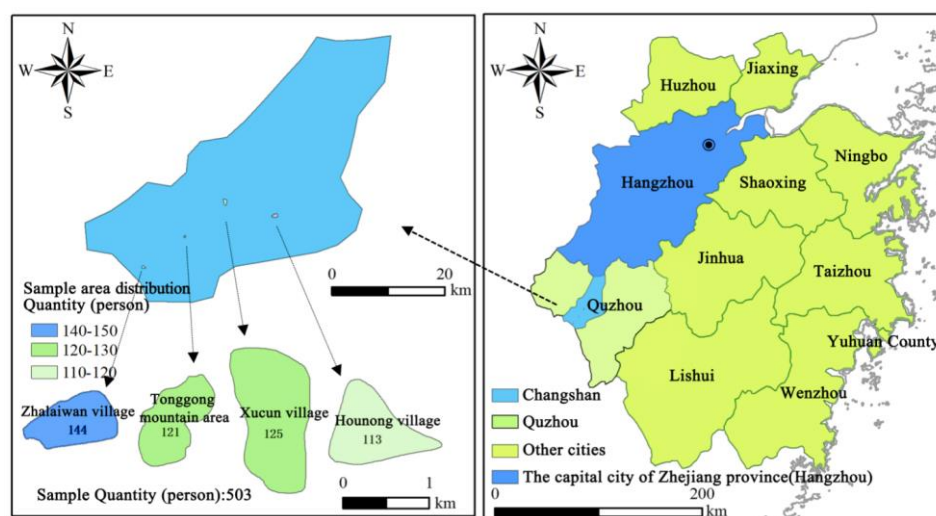 N
W
E
S
0
20
km
Sample area distribution
Quantity (person)
140-150
120-130
110-120
Zhalaiwan village
144
Tonggong
mountain area
121
Xucun village
125
Hounong village
113
Sample Quantity (person):503
0
1
km
N
W
E
S
Huzhou
Jiaxing
Hangzhou
Shaoxing
Ningbo
Jinhua
Taizhou
Quzhou
Yuhuan County
Lishui
Wenzhou
Changshan
Quzhou
Other cities
The capital city of Zhejiang province(Hangzhou)
0
200
km